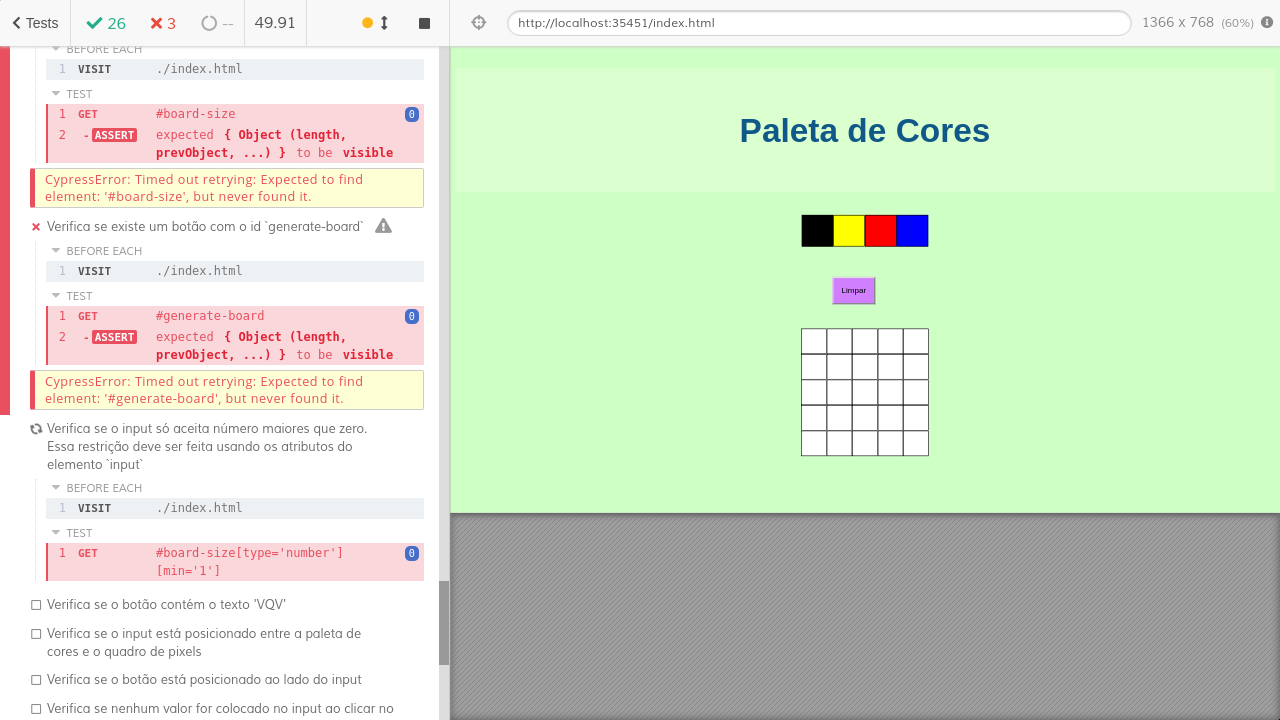 Tests
26
3
--
49.91
http://localhost:35451/index.html
1366 x 768 (60%)
BEFORE EACH
1 VISIT ./index.html
TEST
1 GET #board-size 0
2 -ASSERT expected { Object (length,
prevObject, ...) } to be visible
CypressError: Timed out retrying: Expected to find
element: '#board-size', but never found it.
Verifica se existe um botão com o id `generate-board`
BEFORE EACH
1 VISIT ./index.html
TEST
1 GET #generate-board 0
2 -ASSERT expected { Object (length,
prevObject, ...) } to be visible
CypressError: Timed out retrying: Expected to find
element: '#generate-board', but never found it.
Verifica se o input só aceita número maiores que zero.
Essa restrição deve ser feita usando os atributos do
elemento `input`
BEFORE EACH
1 VISIT ./index.html
TEST
1 GET #board-size[type='number'] 0
[min='1']
Verifica se o botão contém o texto 'VQV'
Verifica se o input está posicionado entre a paleta de
cores e o quadro de pixels
Verifica se o botão está posicionado ao lado do input
Verifica se nenhum valor for colocado no input ao clicar no
Paleta de Cores
Limpar